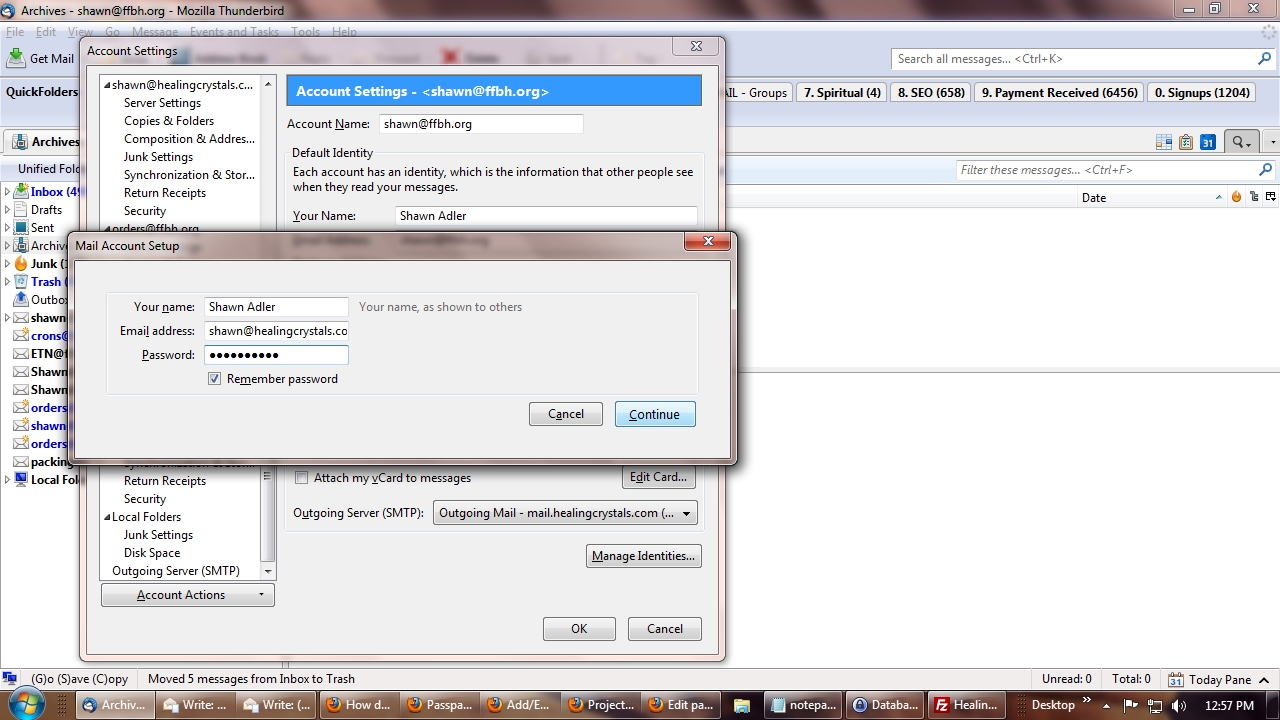 Archives - shawn@ffbh.org - Mozilla Thunderbird
File Edit View Go Message Events and Tasks Tools Help
Account Settings
Get Mail
Delete
Search all messages... <Ctrl+K>
QuickFolders
- Groups
7. Spiritual (4)
8. SEO (658)
9. Payment Received (6456)
0. Signups (1204)
shawn@healingcrystals.c...
Server Settings
Copies & Folders
Composition & Addres...
Junk Settings
Synchronization & Stor...
Return Receipts
Security
orders@ffbh.org
Account Settings - <shawn@ffbh.org>
Account Name: shawn@ffbh.org
Default Identity
Each account has an identity, which is the information that other people see
when they read your messages.
Your Name: Shawn Adler
Archives
31
Unified Fol
Filter these messages... <Ctrl+F>
Date
Inbox (49
Drafts
Sent
Archiv
Junk (
Trash (
Outbo
shawn
crons@
ETN@f
Shawn
Shawn
orders
shawn
orders
packin
Local Fol
Mail Account Setup
Your name: Shawn Adler Your name, as shown to others
Email address: shawn@healingcrystals.co
Password: ●●●●●●●●●●
Remember password
Cancel Continue
Return Receipts
Security
Local Folders
Junk Settings
Disk Space
Outgoing Server (SMTP)
Account Actions
Attach my vCard to messages
Edit Card...
Outgoing Server (SMTP): Outgoing Mail - mail.healingcrystals.com (...
Manage Identities...
OK Cancel
(G)o (S)ave (C)opy Moved 5 messages from Inbox to Trash
Unread: 0 Total: 0 31 Today Pane
Archiv... Write: ... Write: (... How d... Passpa... Add/E... Project... Edit pa... notepa... Databa... Healin... Desktop » 12:57 PM